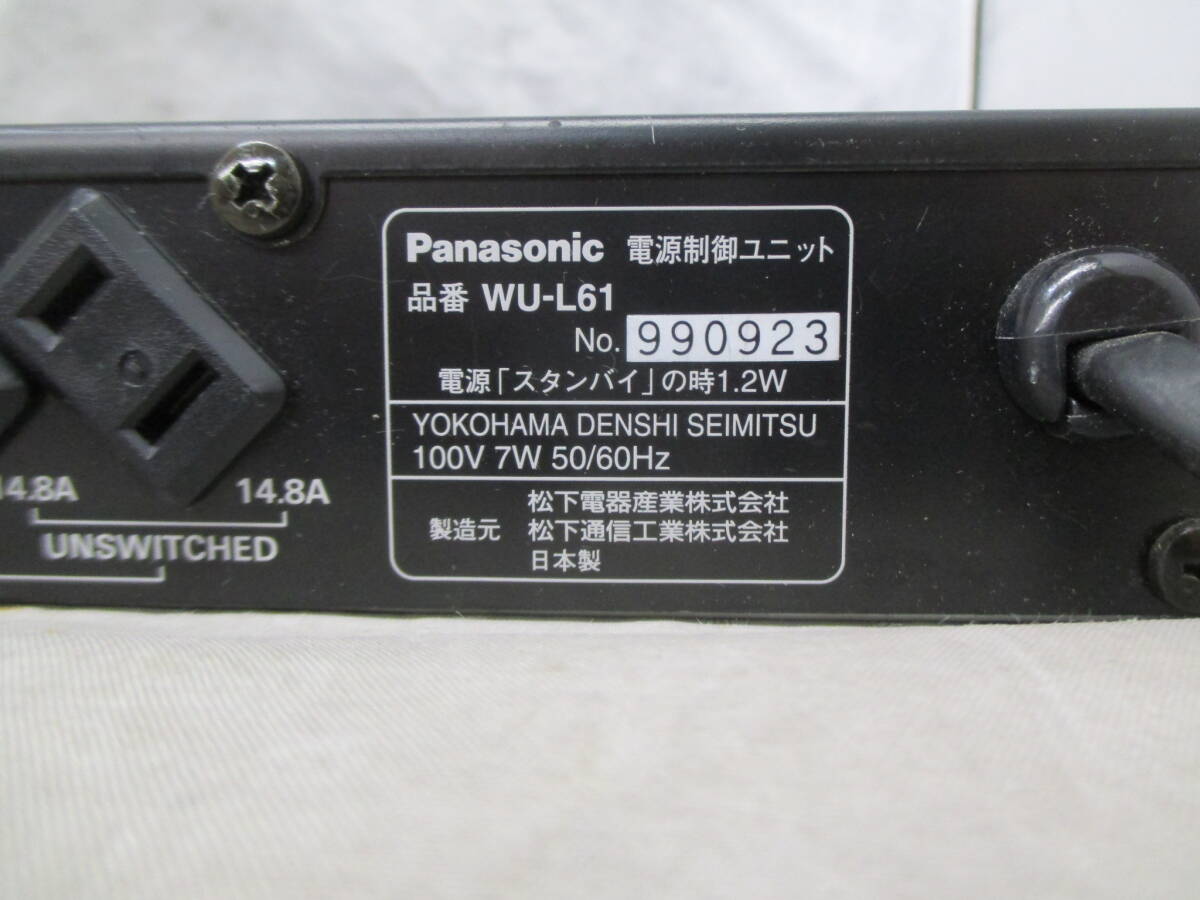 Panasonic 電源制御ユニット
品番 WU-L61
No. 990923
電源「スタンバイ」の時1.2W
YOKOHAMA DENSHI SEIMITSU
100V 7W 50/60Hz
松下電器産業株式会社
製造元 松下通信工業株式会社
日本製
14.8A 14.8A
UNSWITCHED